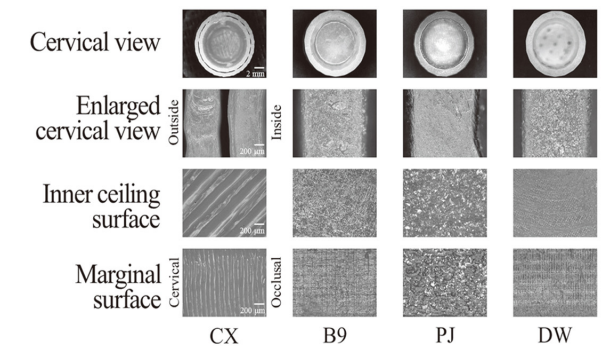 Cervical view
2 mm
Enlarged
cervical view
Outside
Inside
200 μm
Inner ceiling
surface
200 μm
Marginal
surface
Cervical
Occlusal
200 μm
CX B9 PJ DW